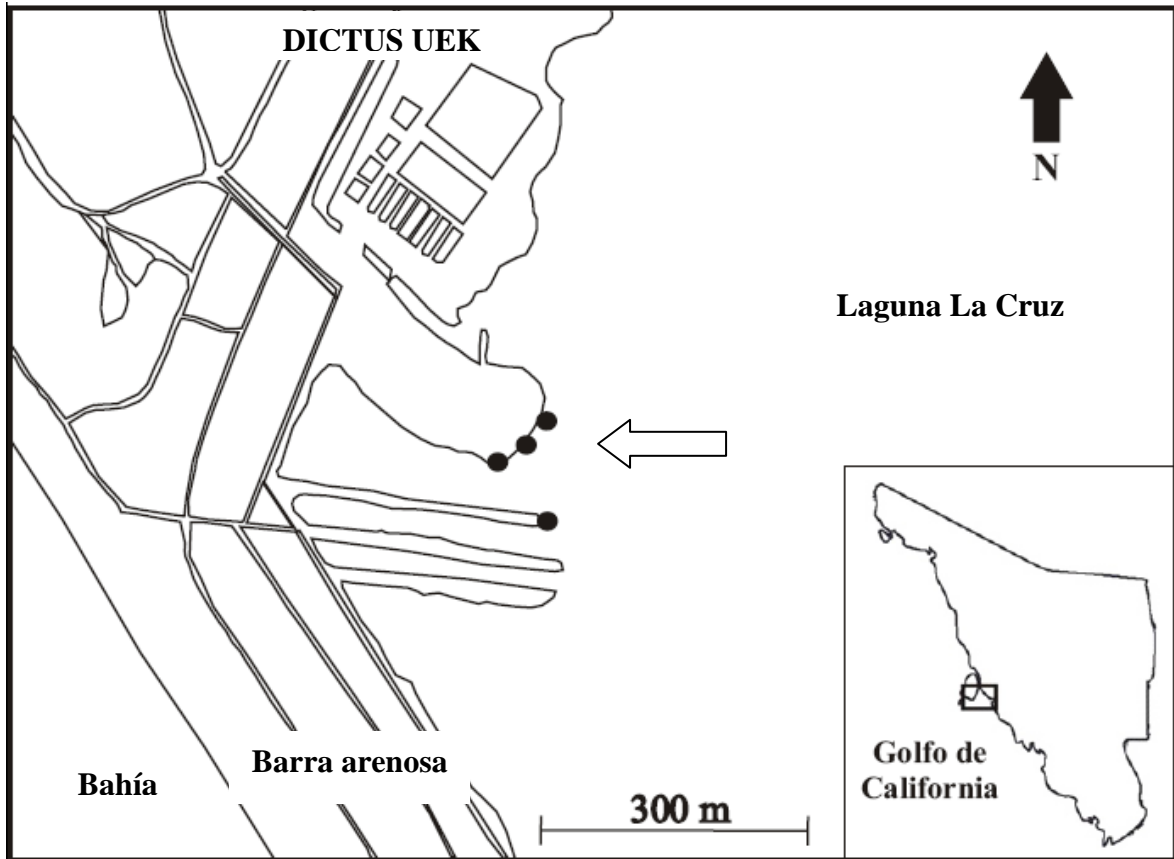 DICTUS UEK
N
Laguna La Cruz
Bahía
Barra arenosa
300 m
Golfo de
California